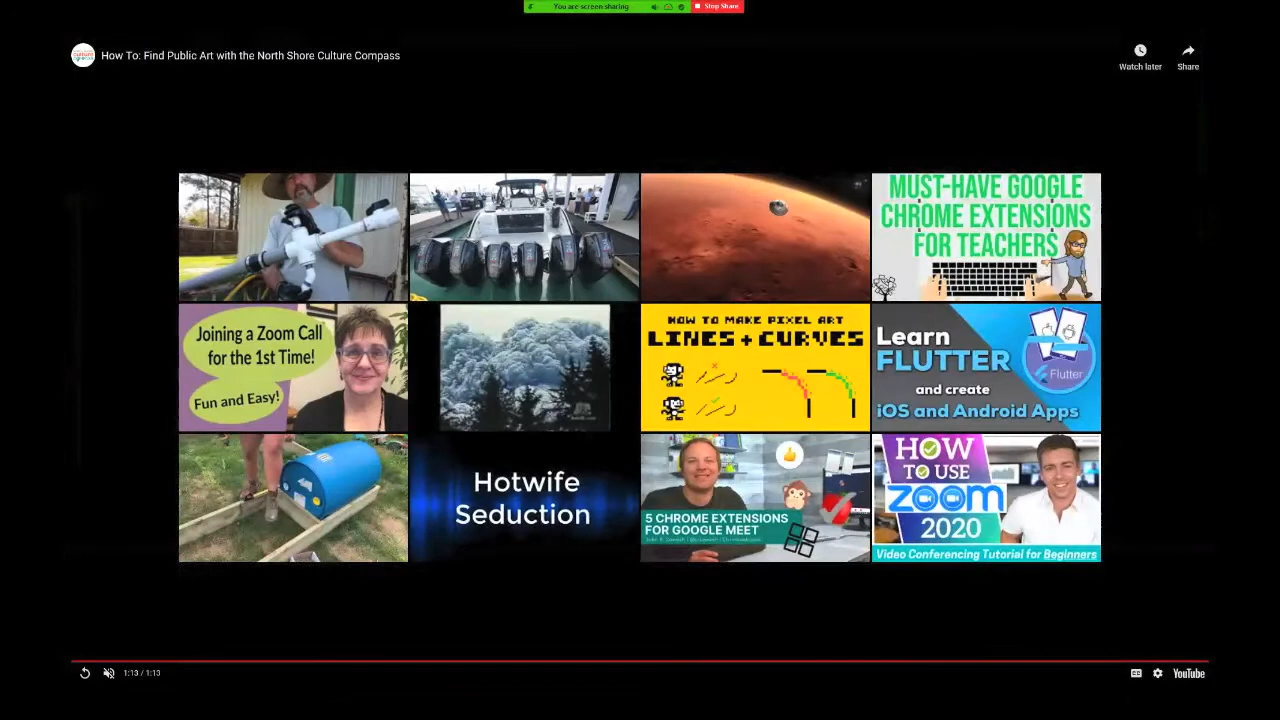 You are screen sharing
Stop Share
How To: Find Public Art with the North Shore Culture Compass
Watch later
Share
MUST-HAVE GOOGLE
CHROME EXTENSIONS
FOR TEACHERS
Joining a Zoom Call
for the 1st Time!
Fun and Easy!
HOW TO MAKE PIXEL ART
LINES + CURVES
Learn
FLUTTER
and create
iOS and Android Apps
Flutter
Hotwife
Seduction
5 CHROME EXTENSIONS
FOR GOOGLE MEET
HOW
TO USE
zoom
2020
Video Conferencing Tutorial for Beginners
1:13 / 1:13
CC
YouTube